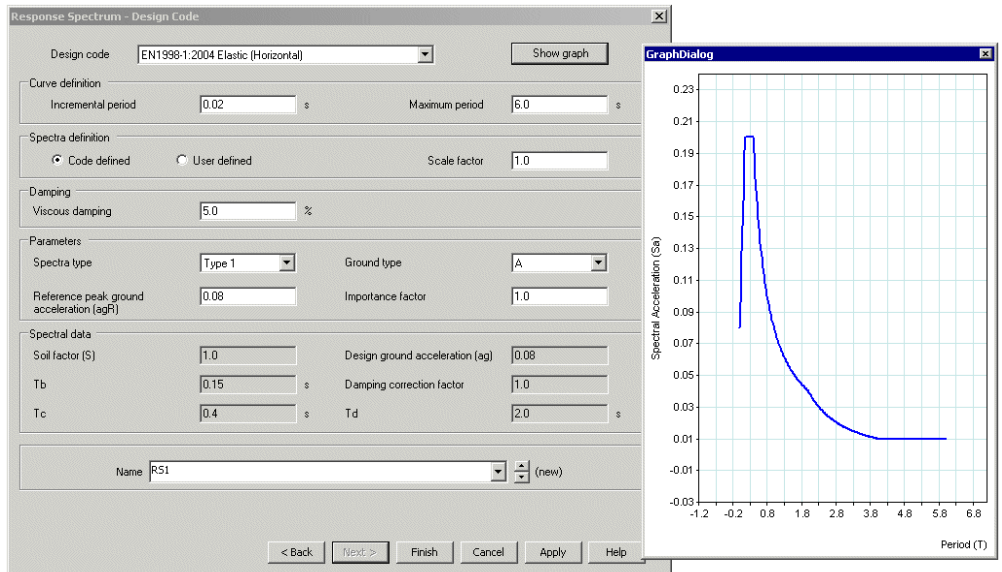 Response Spectrum - Design Code
Design code EN1998-1:2004 Elastic (Horizontal) Show graph
Curve definition
Incremental period 0.02 s Maximum period 6.0 s
Spectra definition
Code defined User defined Scale factor 1.0
Damping
Viscous damping 5.0 %
Parameters
Spectra type Type 1 Ground type A
Reference peak ground
acceleration (agR) 0.08 Importance factor 1.0
Spectral data
Soil factor (S) 1.0 Design ground acceleration (ag) 0.08
Tb 0.15 s Damping correction factor 1.0
Tc 0.4 s Td 2.0 s
Name RS1 (new)
< Back Next > Finish Cancel Apply Help
GraphDialog
0.23
0.21
0.19
0.17
0.15
0.13
0.11
0.09
0.07
0.05
0.03
0.01
-0.01
-0.03
Spectral Acceleration (Sa)
-1.2 -0.2 0.8 1.8 2.8 3.8 4.8 5.8 6.8
Period (T)